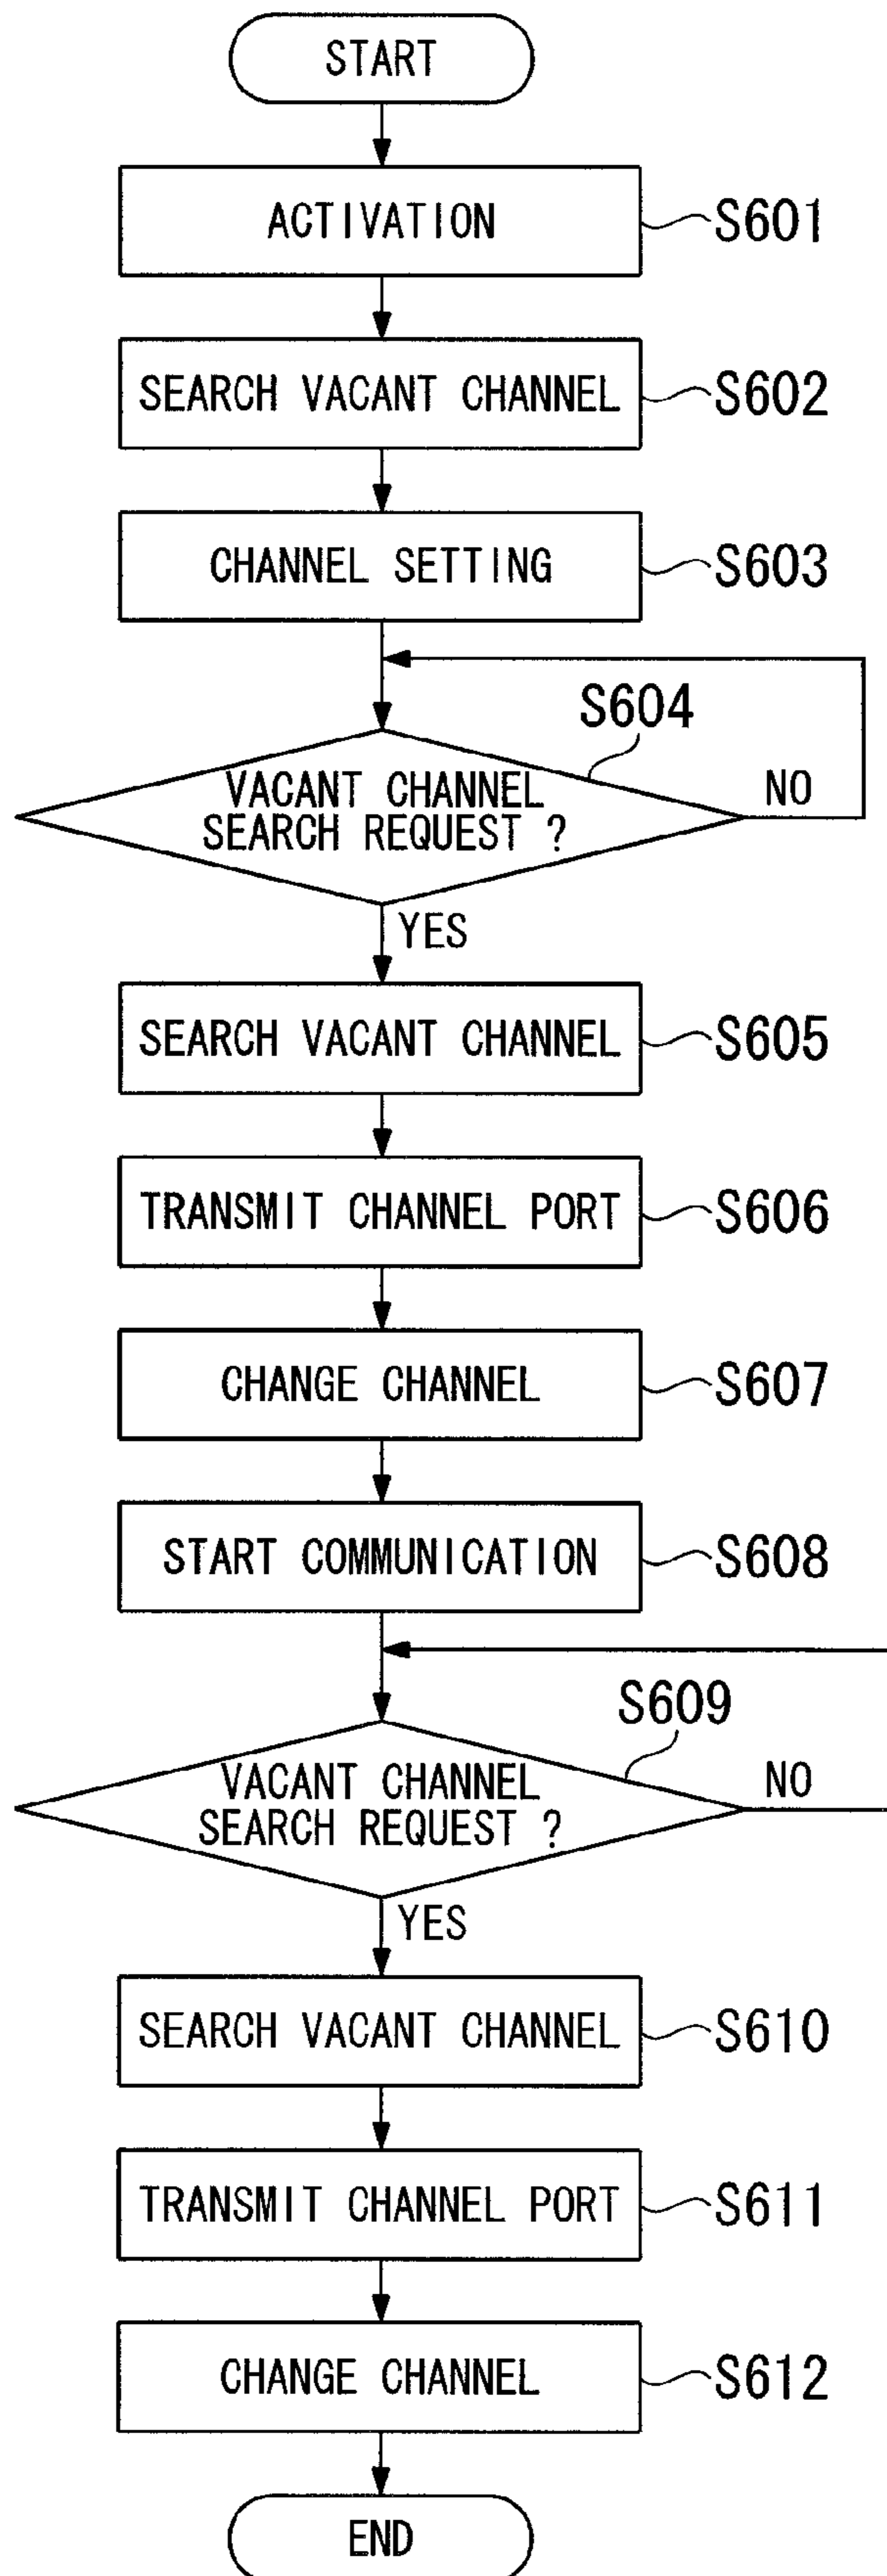 START
ACTIVATION
S601
SEARCH VACANT CHANNEL
S602
CHANNEL SETTING
S603
S604
VACANT CHANNEL
SEARCH REQUEST ?
NO
YES
SEARCH VACANT CHANNEL
S605
TRANSMIT CHANNEL PORT
S606
CHANGE CHANNEL
S607
START COMMUNICATION
S608
S609
VACANT CHANNEL
SEARCH REQUEST ?
NO
YES
SEARCH VACANT CHANNEL
S610
TRANSMIT CHANNEL PORT
S611
CHANGE CHANNEL
S612
END